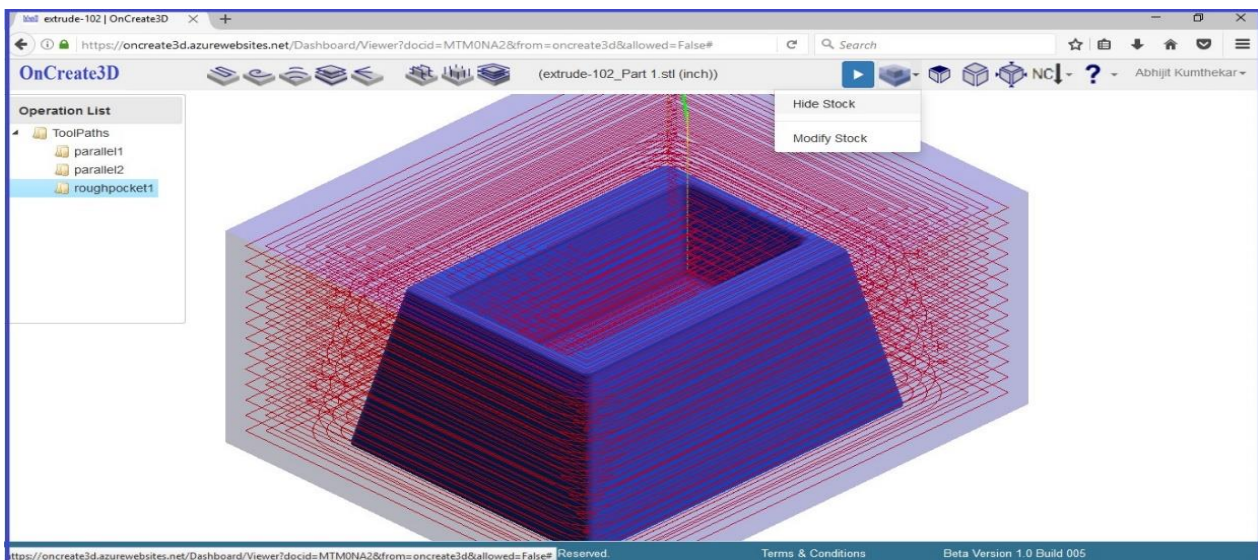 extrude-102 | OnCreate3D
https://oncreate3d.azurewebsites.net/Dashboard/Viewer?docid=MTM0NA2&from=oncreate3d&allowed=False#
Search
OnCreate3D
(extrude-102_Part 1.stl (inch))
NC
?
Abhijit Kumthekar
Hide Stock
Modify Stock
Operation List
ToolPaths
parallel1
parallel2
roughpocket1
ttps://oncreate3d.azurewebsites.net/Dashboard/Viewer?docid=MTM0NA2&from=oncreate3d&allowed=False# Reserved.
Terms & Conditions
Beta Version 1.0 Build 005